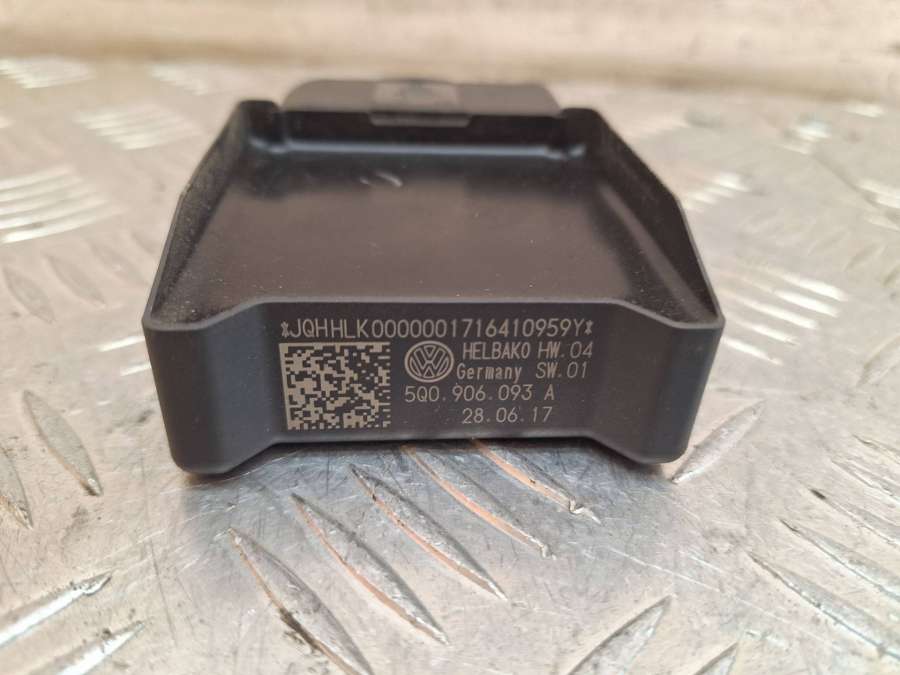 *JQHHLK0000001716410959Y*
HELBAKO HW.04
Germany SW.01
5Q0.906.093 A
28.06.17